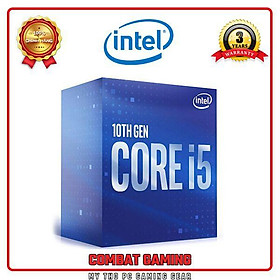 intel
3
YEARS
WARRANTY
intel
10TH GEN
CORE i5
COMBAT GAMING
MY THO PC GAMING GEAR